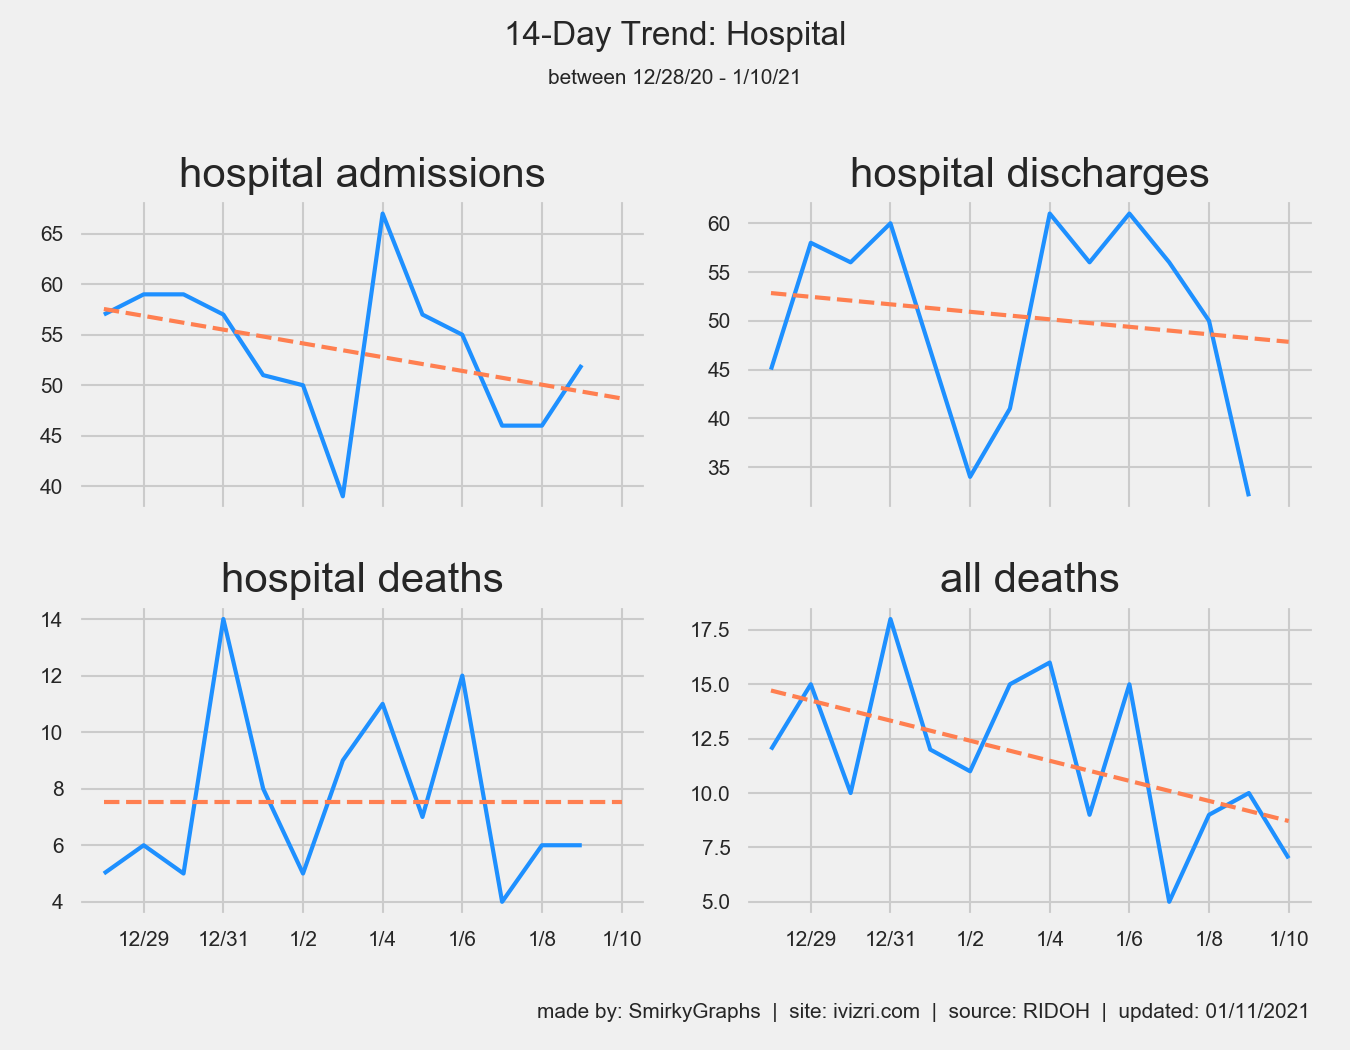 14-Day Trend: Hospital
between 12/28/20 - 1/10/21
hospital admissions
65
60
55
50
45
40
hospital discharges
60
55
50
45
40
35
hospital deaths
14
12
10
8
6
4
12/29 12/31 1/2 1/4 1/6 1/8 1/10
all deaths
17.5
15.0
12.5
10.0
7.5
5.0
12/29 12/31 1/2 1/4 1/6 1/8 1/10
made by: SmirkyGraphs | site: ivizri.com | source: RIDOH | updated: 01/11/2021